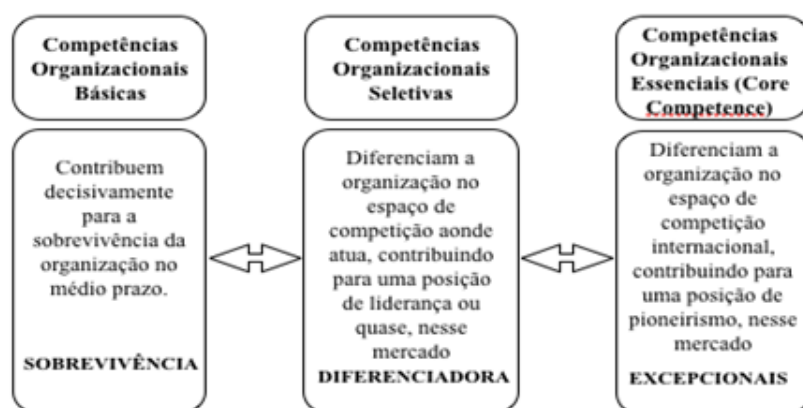 Competências
Organizacionais
Básicas
Contribuem
decisivamente
para a
sobrevivência da
organização no
médio prazo.
SOBREVIVÊNCIA
Competências
Organizacionais
Seletivas
Diferenciam a
organização no
espaço de
competição aonde
atua, contribuindo
para uma posição
de liderança ou
quase, nesse
mercado
DIFERENCIADORA
Competências
Organizacionais
Essenciais (Core
Competence)
Diferenciam a
organização no
espaço de
competição
internacional,
contribuindo para
uma posição de
pioneirismo, nesse
mercado
EXCEPCIONAIS